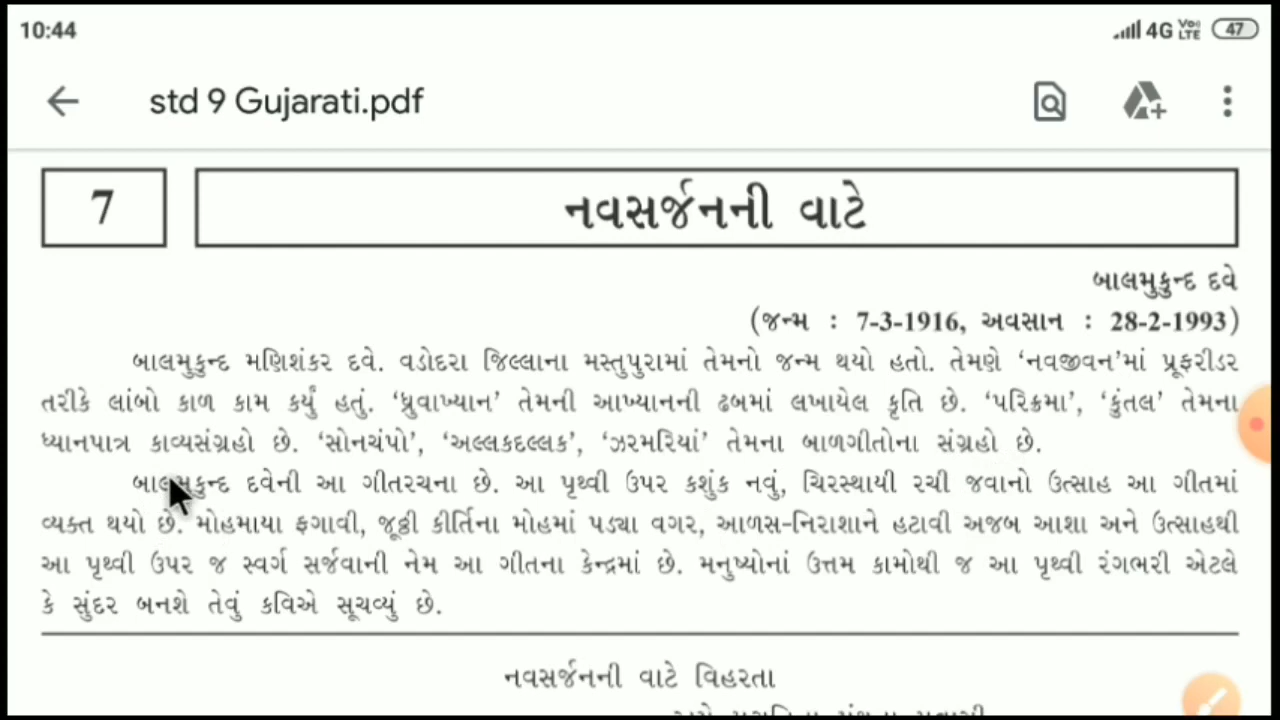 10:44
4G VoLTE 47
std 9 Gujarati.pdf
7
નવસર્જનની વાટે
બાલમુકુન્દ દવે
(જન્મ : 7-3-1916, અવસાન : 28-2-1993)
બાલમુકુન્દ મણિશંકર દવે. વડોદરા જિલ્લાના મસ્તુપુરામાં તેમનો જન્મ થયો હતો. તેમણે ‘નવજીવન’માં પ્રૂફરીડર
તરીકે લાંબો કાળ કામ કર્યું હતું. ‘ધ્રુવાખ્યાન’ તેમની આખ્યાનની ઢબમાં લખાયેલ કૃતિ છે. ‘પરિક્રમા’, ‘કુંતલ’ તેમના
ધ્યાનપાત્ર કાવ્યસંગ્રહો છે. ‘સોનચંપો’, ‘અલ્લકદલ્લક’, ‘ઝરમરિયાં’ તેમના બાળગીતોના સંગ્રહો છે.
બાલમુકુન્દ દવેની આ ગીતરચના છે. આ પૃથ્વી ઉપર કશુંક નવું, ચિરસ્થાયી રચી જવાનો ઉત્સાહ આ ગીતમાં
વ્યક્ત થયો છે. મોહમાયા ફગાવી, જૂઠ્ઠી કીર્તિના મોહમાં પડ્યા વગર, આળસ-નિરાશાને હટાવી અજબ આશા અને ઉત્સાહથી
આ પૃથ્વી ઉપર જ સ્વર્ગ સર્જવાની નેમ આ ગીતના કેન્દ્રમાં છે. મનુષ્યોનાં ઉત્તમ કામોથી જ આ પૃથ્વી રંગભરી એટલે
કે સુંદર બનશે તેવું કવિએ સૂચવ્યું છે.
નવસર્જનની વાટે વિહરતા